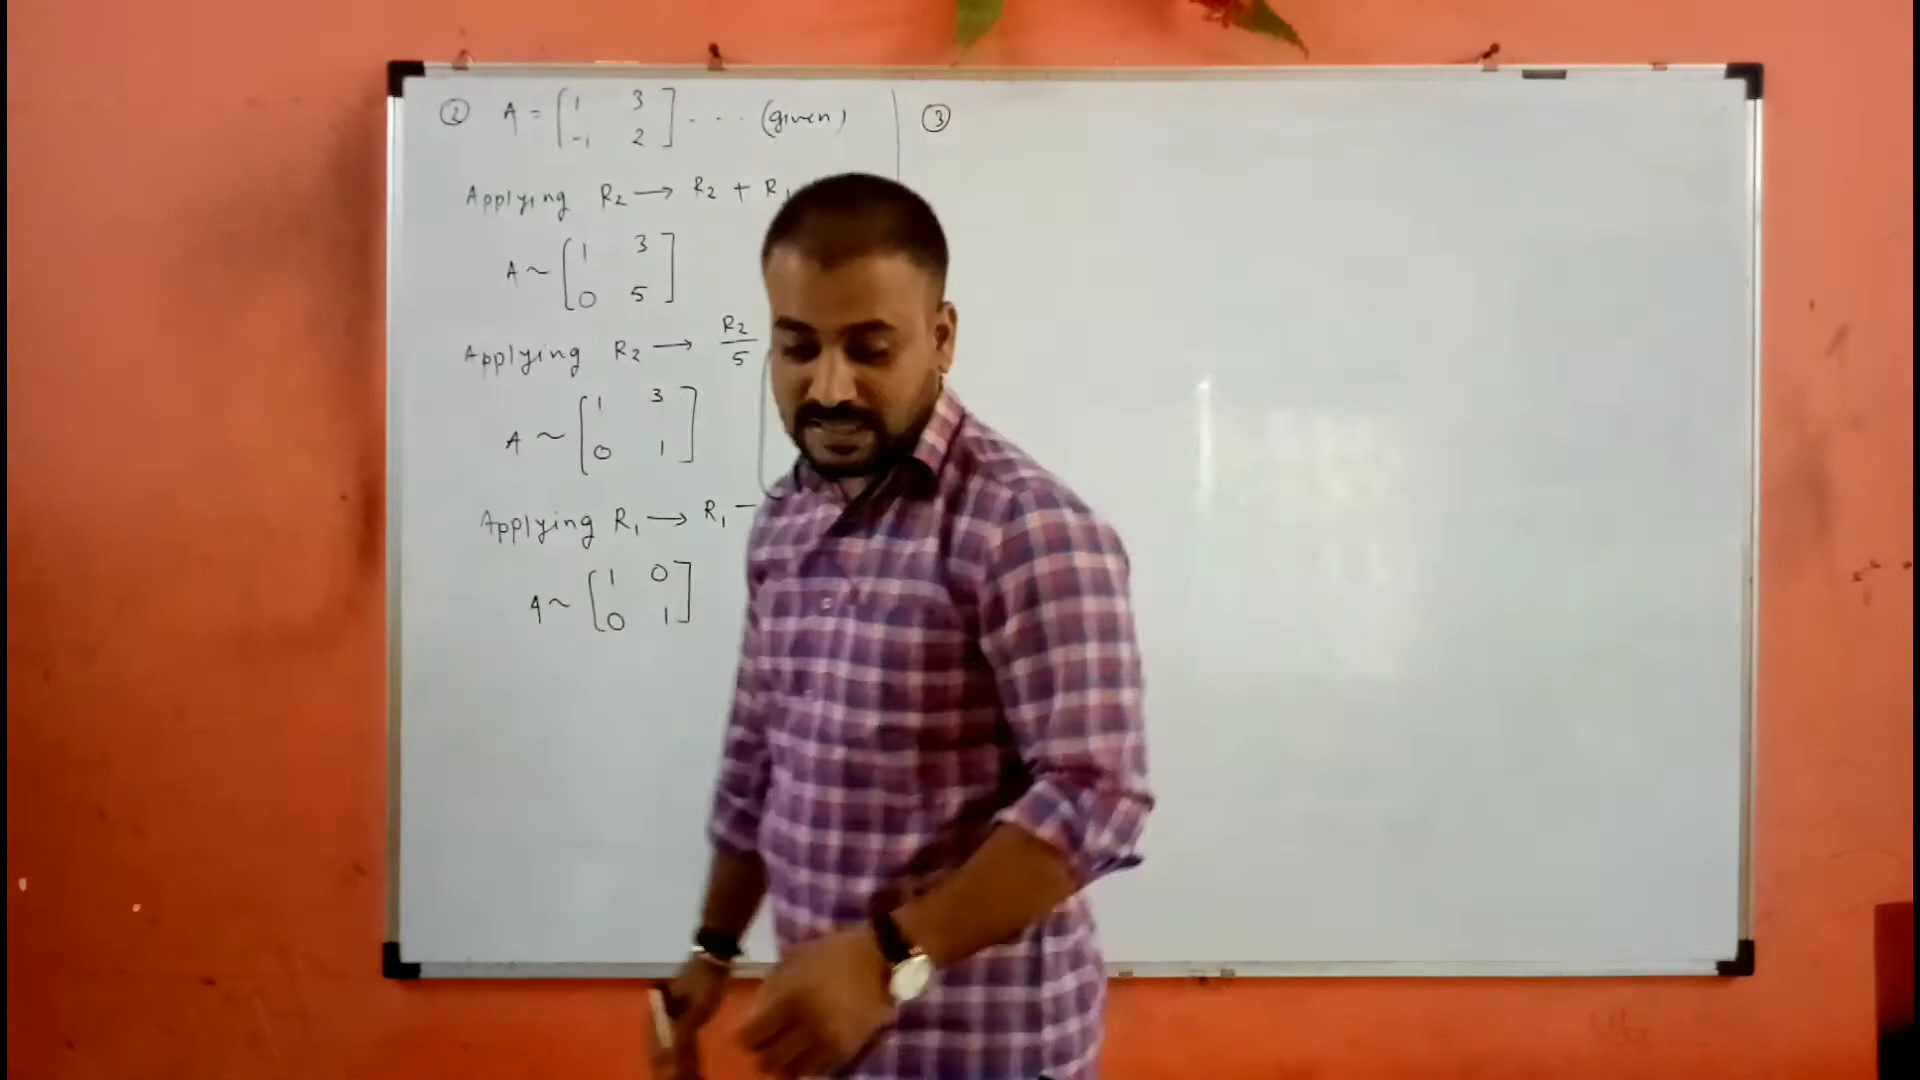 ② A = [ 1 3
-1 2 ] - - - (given)
Applying R₂ → R₂ + R₁
A ~ [ 1 3
0 5 ]
Applying R₂ → R₂/5
A ~ [ 1 3
0 1 ]
Applying R₁ → R₁ –
A ~ [ 1 0
0 1 ]
③